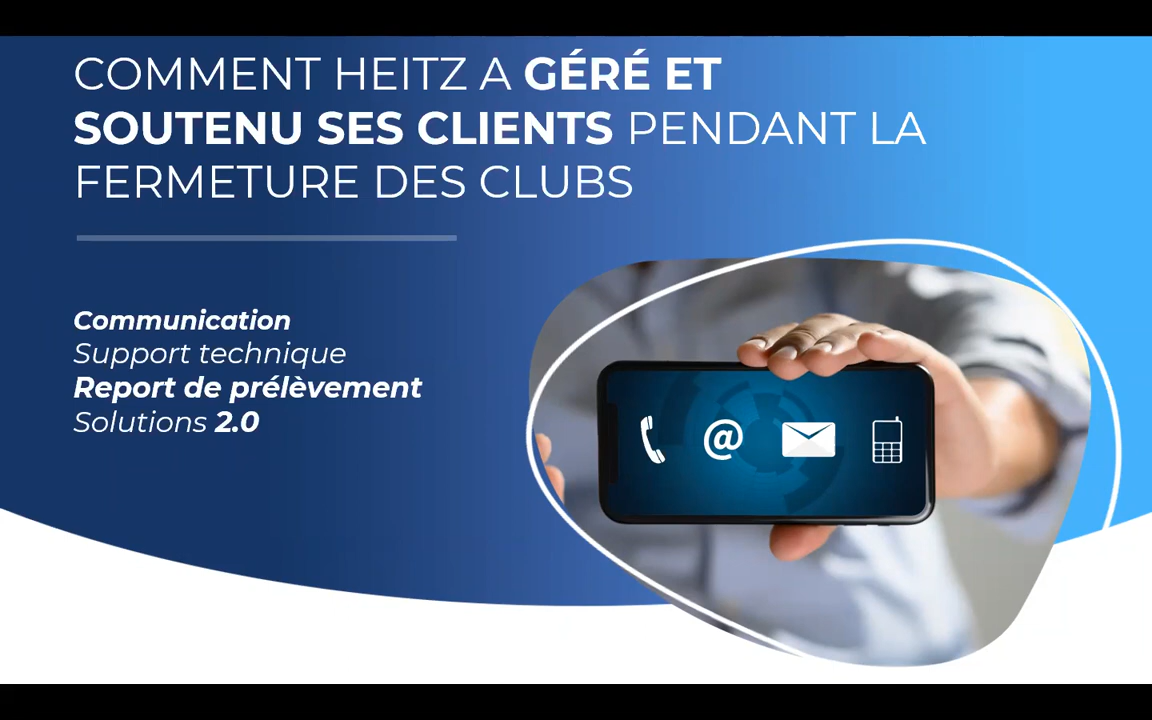 COMMENT HEITZ A GÉRÉ ET
SOUTENU SES CLIENTS PENDANT LA
FERMETURE DES CLUBS
Communication
Support technique
Report de prélèvement
Solutions 2.0
@